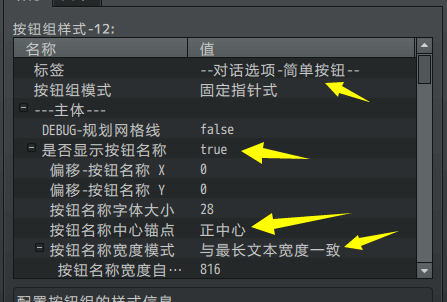 按钮组样式-12:
名称 值
标签 --对话选项-简单按钮--
按钮组模式 固定指针式
---主体---
DEBUG-规划网格线 false
是否显示按钮名称 true
偏移-按钮名称 X 0
偏移-按钮名称 Y 0
按钮名称字体大小 28
按钮名称中心锚点 正中心
按钮名称宽度模式 与最长文本宽度一致
按钮名称宽度自… 816
配置按钮组的样式信息